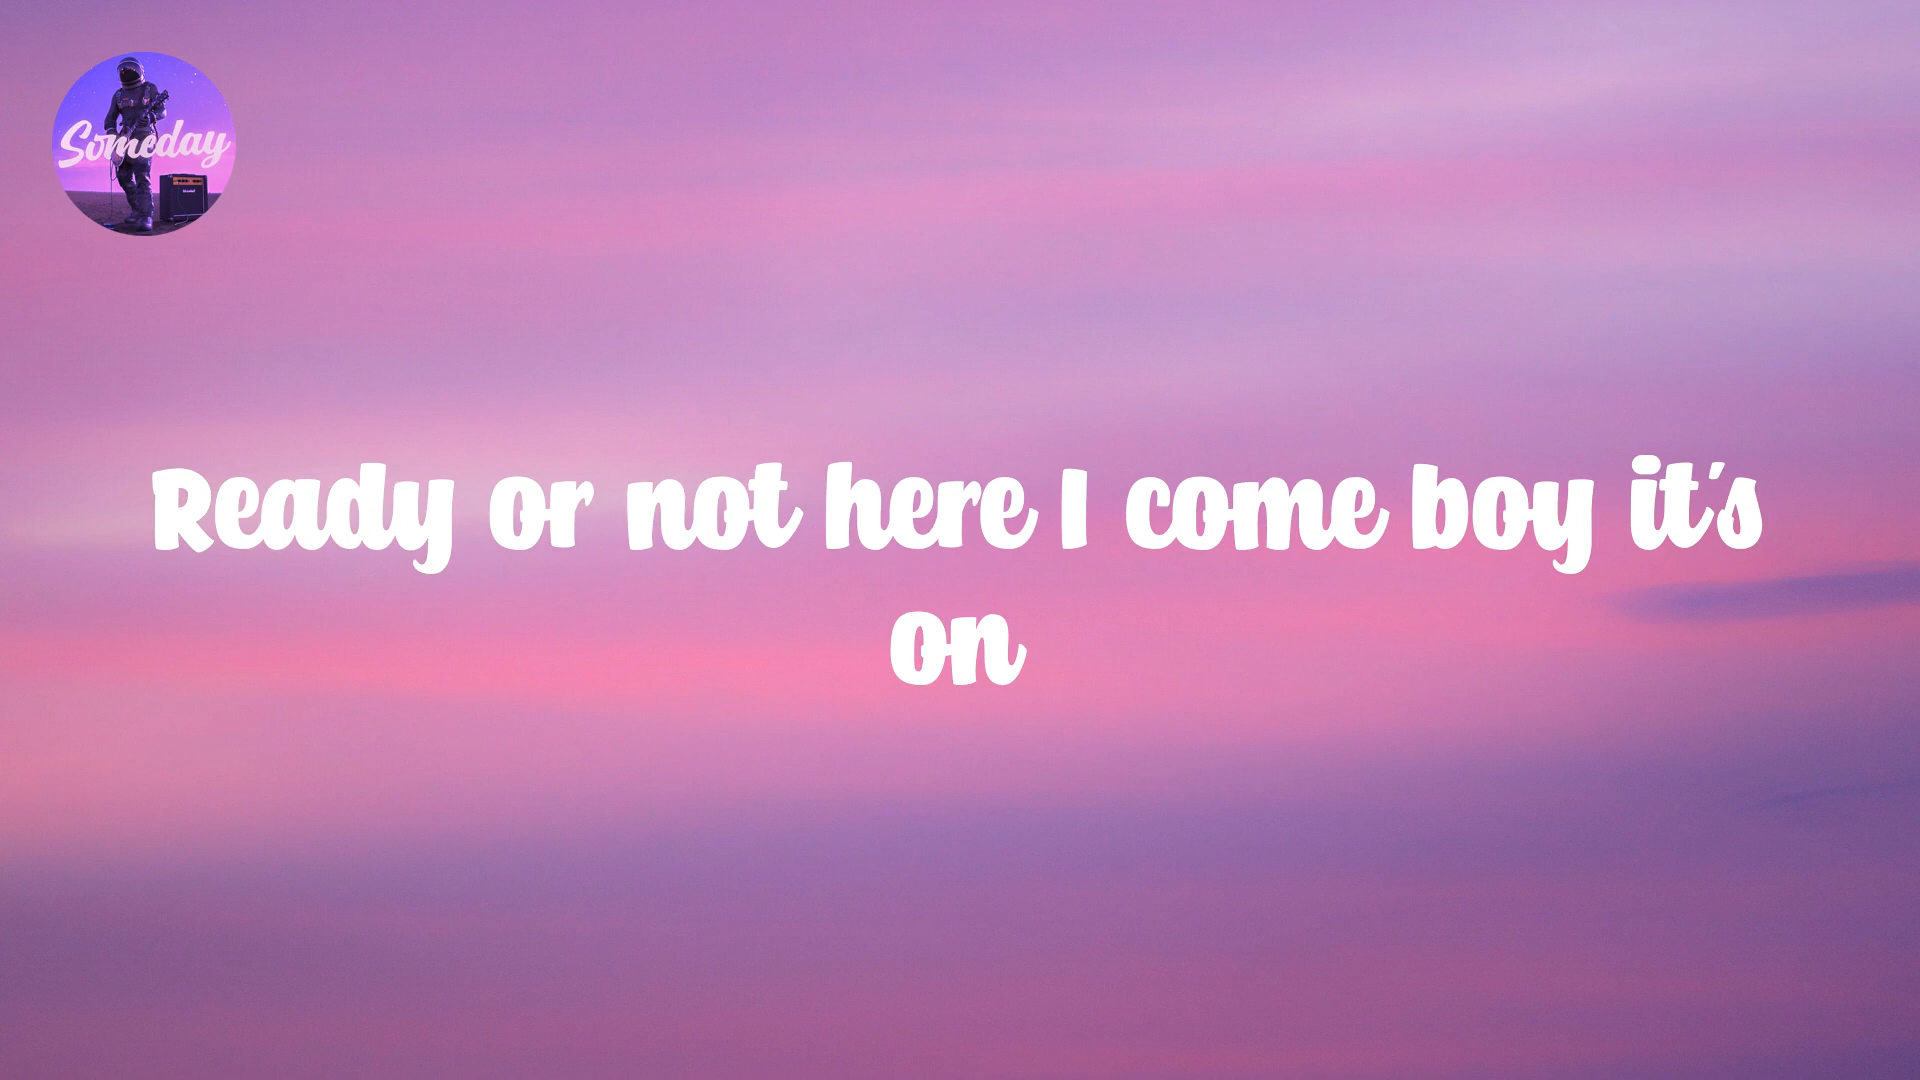 Someday
Ready or not here I come boy it's
on